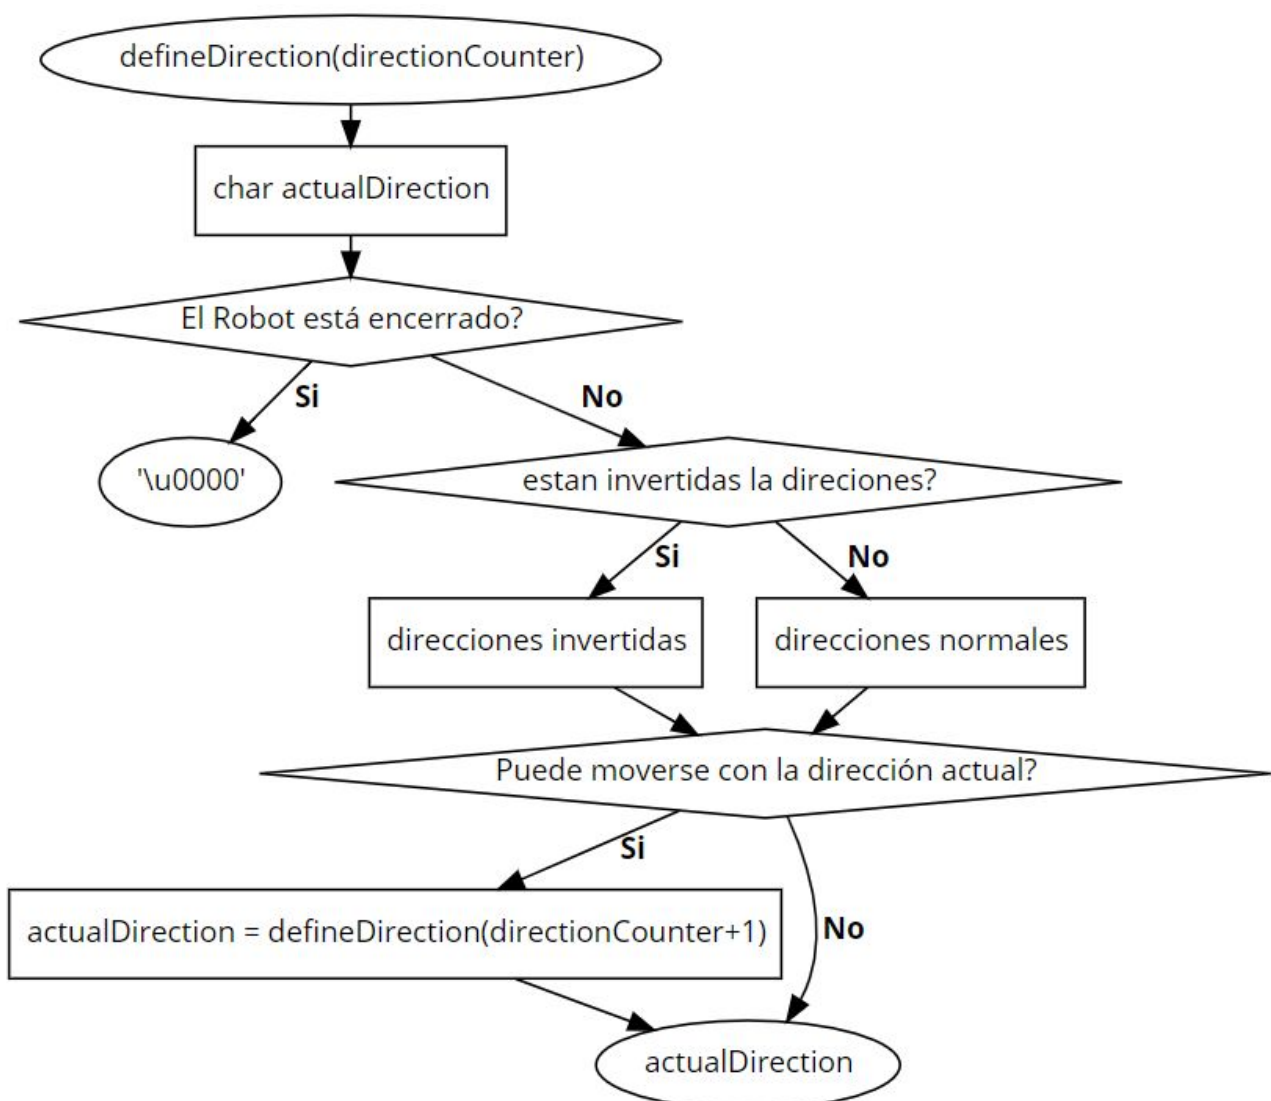 defineDirection(directionCounter)
char actualDirection
El Robot está encerrado?
Si
No
'\u0000'
estan invertidas la direciones?
Si
No
direcciones invertidas
direcciones normales
Puede moverse con la dirección actual?
Si
actualDirection = defineDirection(directionCounter+1)
No
actualDirection